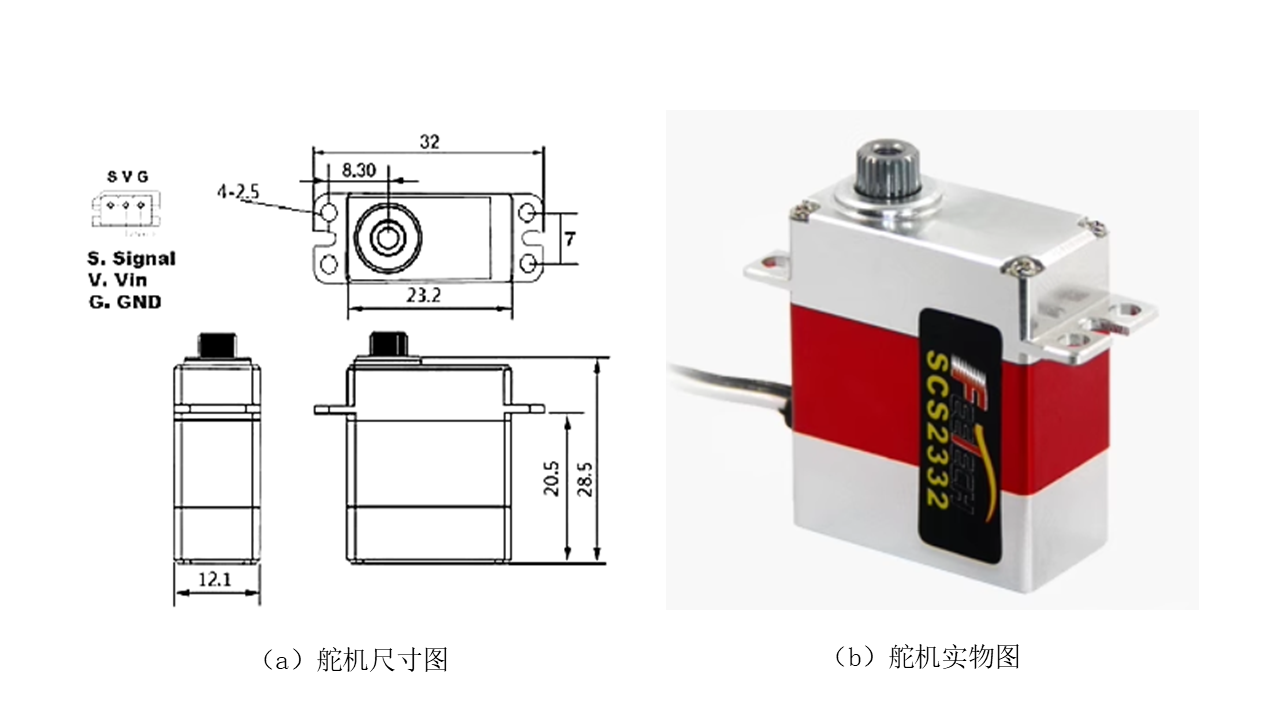 32
8.30
S V G
4-2.5
7
S. Signal
V. Vin
G. GND
23.2
20.5
28.5
12.1
FEETECH
SCS2332
（a）舵机尺寸图
（b）舵机实物图